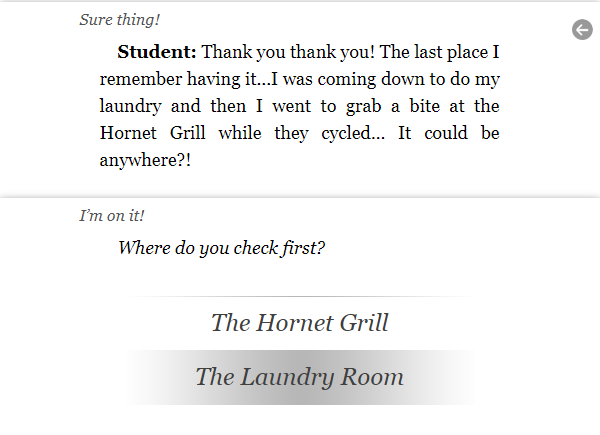 Sure thing!
Student: Thank you thank you! The last place I
remember having it...I was coming down to do my
laundry and then I went to grab a bite at the
Hornet Grill while they cycled... It could be
anywhere?!
I'm on it!
Where do you check first?
The Hornet Grill
The Laundry Room